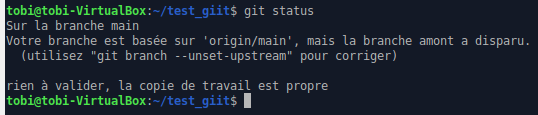 tobi@tobi-VirtualBox:~/test_giit$ git status
Sur la branche main
Votre branche est basée sur 'origin/main', mais la branche amont a disparu.
  (utilisez "git branch --unset-upstream" pour corriger)

rien à valider, la copie de travail est propre
tobi@tobi-VirtualBox:~/test_giit$